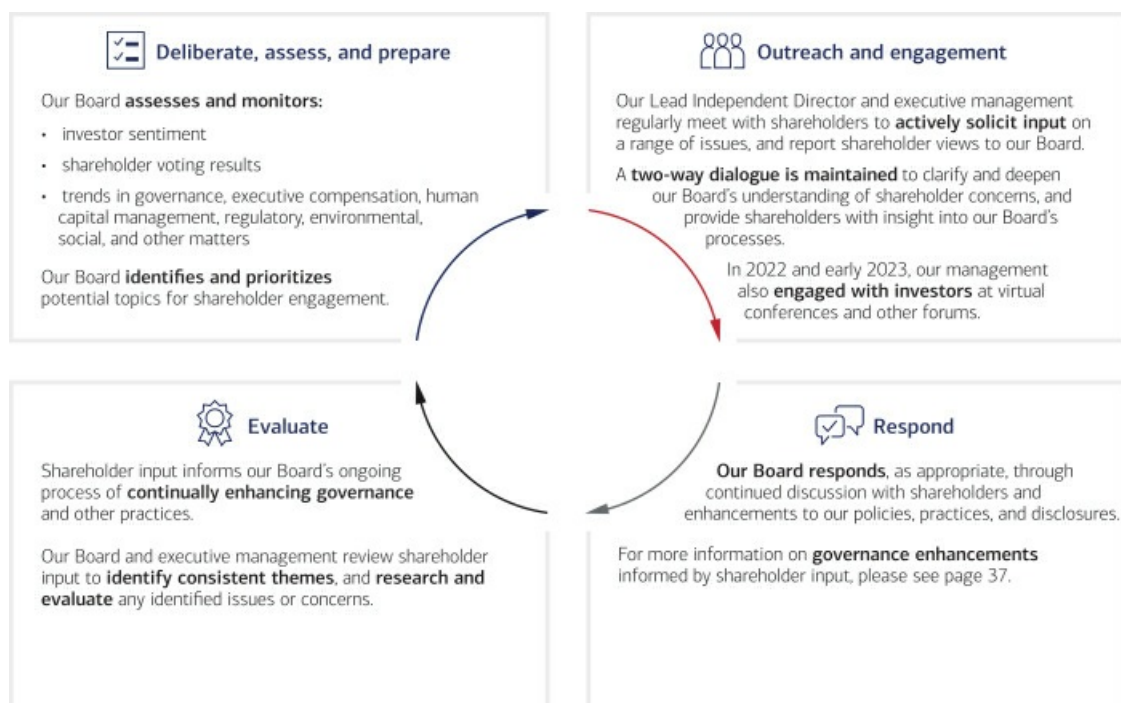 Deliberate, assess, and prepare
Our Board assesses and monitors:
• investor sentiment
• shareholder voting results
• trends in governance, executive compensation, human
capital management, regulatory, environmental,
social, and other matters
Our Board identifies and prioritizes
potential topics for shareholder engagement.
Outreach and engagement
Our Lead Independent Director and executive management
regularly meet with shareholders to actively solicit input on
a range of issues, and report shareholder views to our Board.
A two-way dialogue is maintained to clarify and deepen
our Board's understanding of shareholder concerns, and
provide shareholders with insight into our Board's
processes.
In 2022 and early 2023, our management
also engaged with investors at virtual
conferences and other forums.
Evaluate
Shareholder input informs our Board's ongoing
process of continually enhancing governance
and other practices.
Our Board and executive management review shareholder
input to identify consistent themes, and research and
evaluate any identified issues or concerns.
Respond
Our Board responds, as appropriate, through
continued discussion with shareholders and
enhancements to our policies, practices, and disclosures.
For more information on governance enhancements
informed by shareholder input, please see page 37.